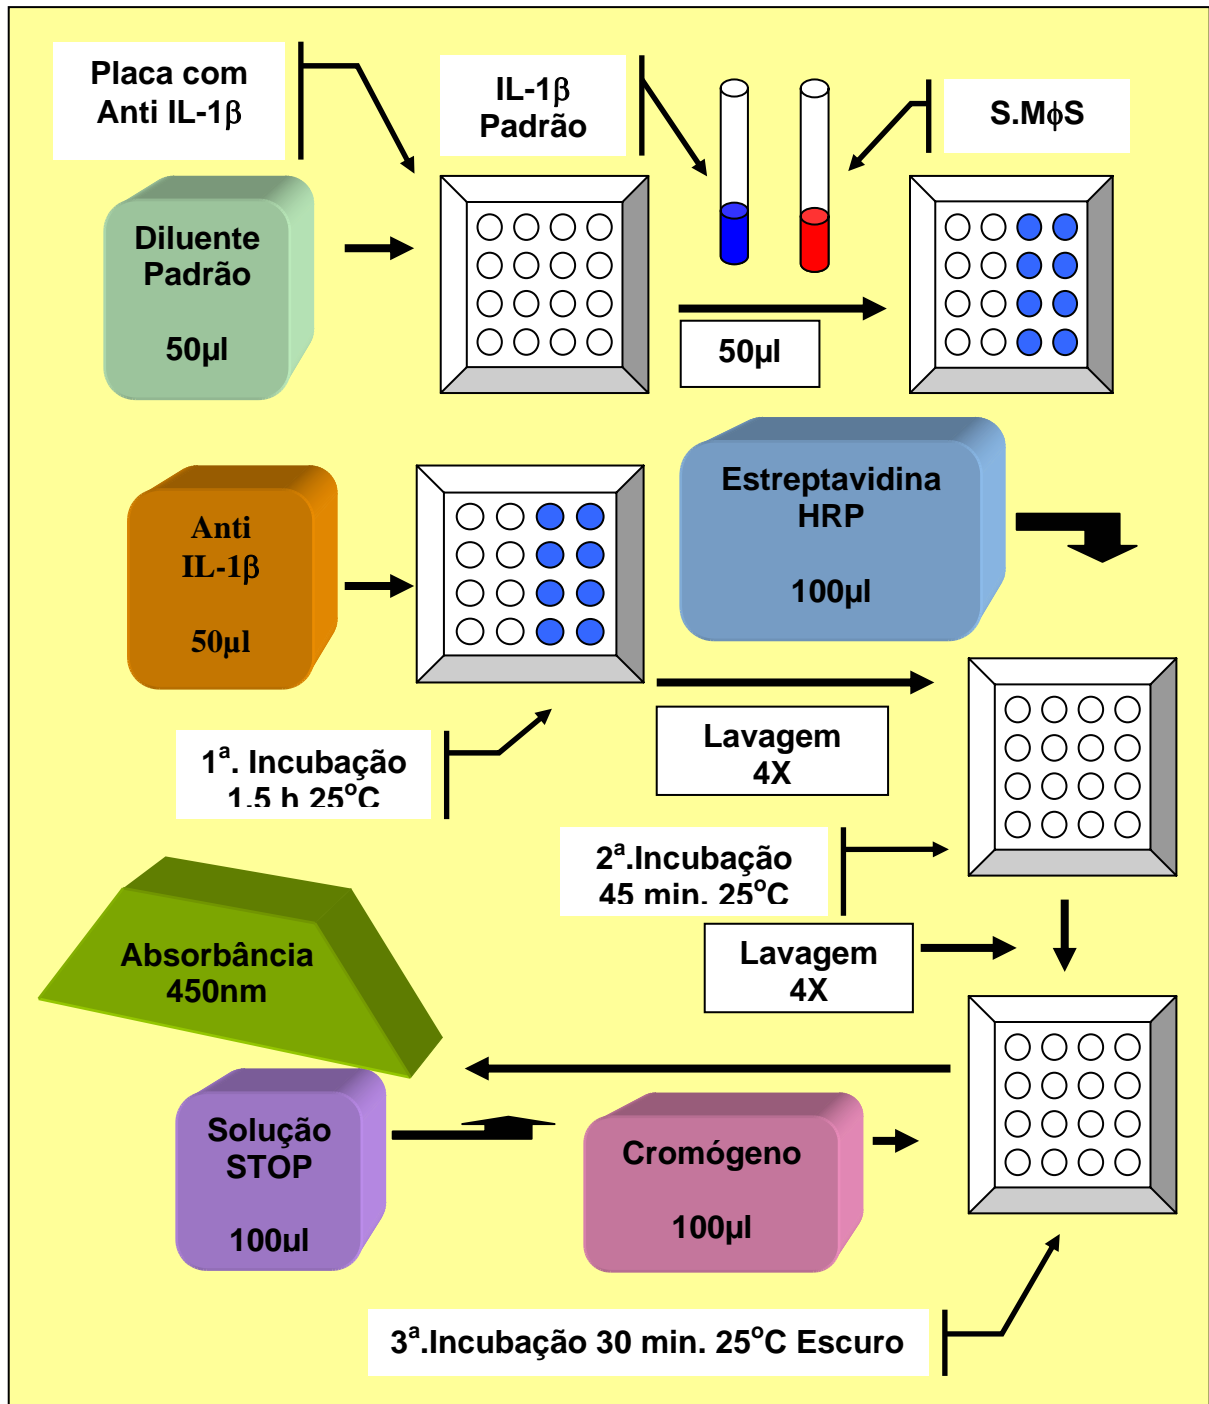 Placa com
Anti IL-1β
IL-1β
Padrão
S.MϕS
Diluente
Padrão
50µl
50µl
Anti
IL-1β
50µl
Estreptavidina
HRP
100µl
1ª. Incubação
1.5 h 25ºC
Lavagem
4X
2ª.Incubação
45 min. 25ºC
Lavagem
4X
Absorbância
450nm
Solução
STOP
100µl
Cromógeno
100µl
3ª.Incubação 30 min. 25ºC Escuro